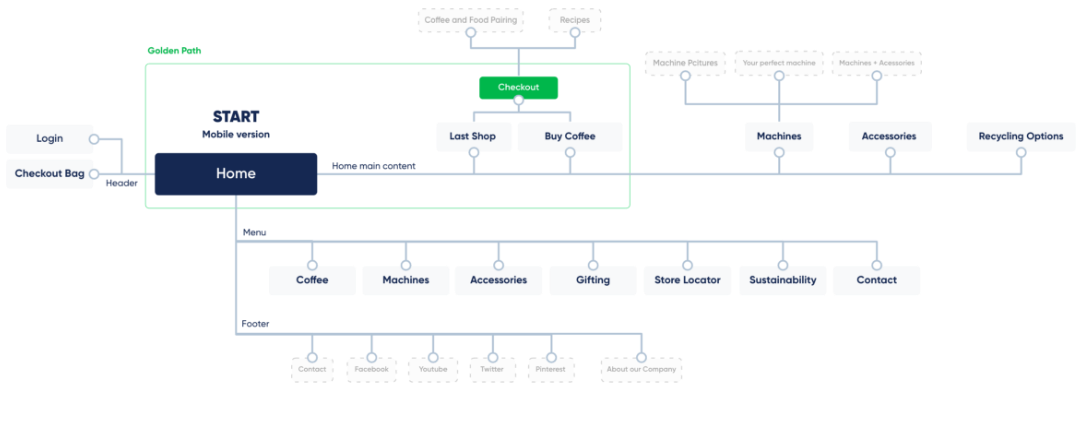 Coffee and Food Pairing
Recipes
Golden Path
Machine Pcitures
Your perfect machine
Machines + Acessories
Checkout
START
Mobile version
Login
Last Shop
Buy Coffee
Machines
Accessories
Recycling Options
Home
Home main content
Checkout Bag
Header
Menu
Coffee
Machines
Accessories
Gifting
Store Locator
Sustainability
Contact
Footer
Contact
Facebook
Youtube
Twitter
Pinterest
About our Company